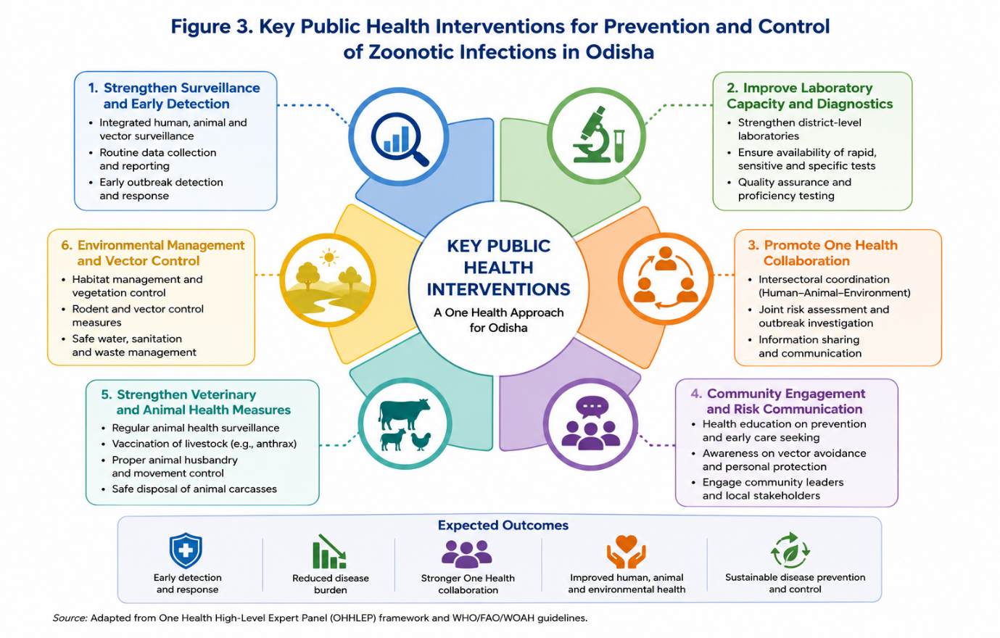 Figure 3. Key Public Health Interventions for Prevention and Control
of Zoonotic Infections in Odisha
1. Strengthen Surveillance
and Early Detection
• Integrated human, animal and
vector surveillance
• Routine data collection
and reporting
• Early outbreak detection
and response
2. Improve Laboratory
Capacity and Diagnostics
• Strengthen district-level
laboratories
• Ensure availability of rapid,
sensitive and specific tests
• Quality assurance and
proficiency testing
6. Environmental Management
and Vector Control
• Habitat management and
vegetation control
• Rodent and vector control
measures
• Safe water, sanitation
and waste management
KEY PUBLIC
HEALTH
INTERVENTIONS
A One Health Approach
for Odisha
3. Promote One Health
Collaboration
• Intersectoral coordination
(Human–Animal–Environment)
• Joint risk assessment and
outbreak investigation
• Information sharing
and communication
5. Strengthen Veterinary
and Animal Health Measures
• Regular animal health surveillance
• Vaccination of livestock (e.g., anthrax)
• Proper animal husbandry
and movement control
• Safe disposal of animal carcasses
4. Community Engagement
and Risk Communication
• Health education on prevention
and early care seeking
• Awareness on vector avoidance
and personal protection
• Engage community leaders
and local stakeholders
Expected Outcomes
Early detection
and response
Reduced disease
burden
Stronger One Health
collaboration
Improved human, animal
and environmental health
Sustainable disease prevention
and control
Source: Adapted from One Health High-Level Expert Panel (OHHLEP) framework and WHO/FAO/WOAH guidelines.